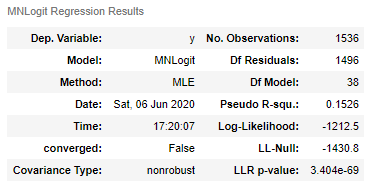 MNLogit Regression Results
Dep. Variable: y No. Observations: 1536
Model: MNLogit Df Residuals: 1496
Method: MLE Df Model: 38
Date: Sat, 06 Jun 2020 Pseudo R-squ.: 0.1526
Time: 17:20:07 Log-Likelihood: -1212.5
converged: False LL-Null: -1430.8
Covariance Type: nonrobust LLR p-value: 3.404e-69